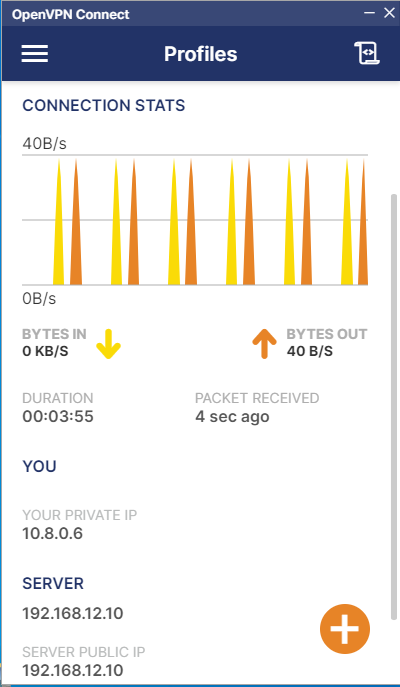 OpenVPN Connect
Profiles
CONNECTION STATS
40B/s
0B/s
BYTES IN
0 KB/S
BYTES OUT
40 B/S
DURATION
00:03:55
PACKET RECEIVED
4 sec ago
YOU
YOUR PRIVATE IP
10.8.0.6
SERVER
192.168.12.10
SERVER PUBLIC IP
192.168.12.10